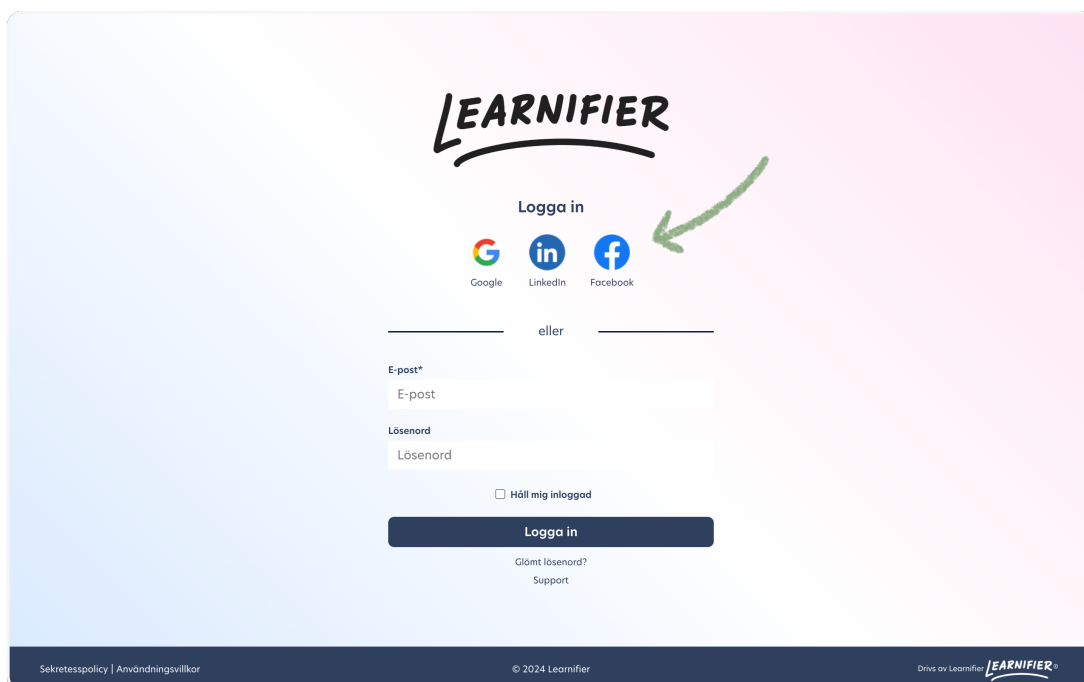 LEARNIFIER
Logga in
Google LinkedIn Facebook
eller
E-post*
E-post
Lösenord
Lösenord
Håll mig inloggad
Logga in
Glömt lösenord?
Support
Sekretesspolicy | Användningsvillkor © 2024 Learnifier Drivs av Learnifier LEARNIFIER®